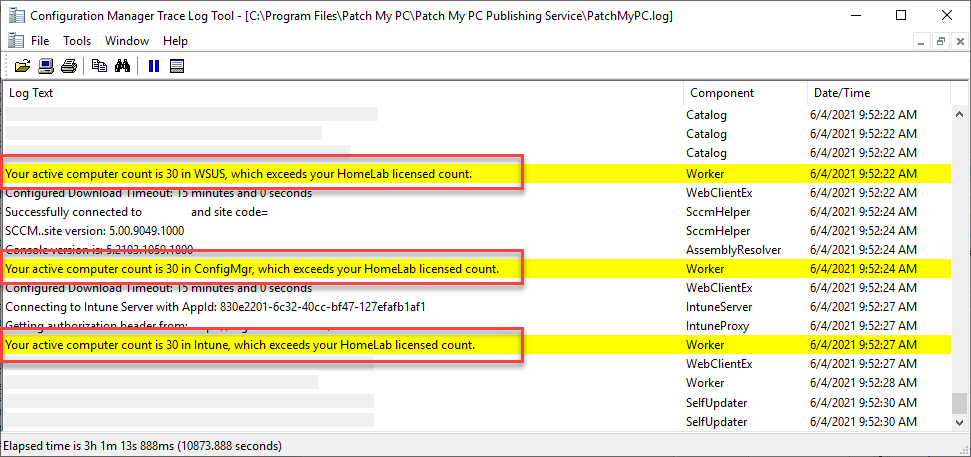 Configuration Manager Trace Log Tool - [C:\Program Files\Patch My PC\Patch My PC Publishing Service\PatchMyPC.log]
File Tools Window Help
Log Text Component Date/Time
Catalog 6/4/2021 9:52:22 AM
Catalog 6/4/2021 9:52:22 AM
Catalog 6/4/2021 9:52:22 AM
Your active computer count is 30 in WSUS, which exceeds your HomeLab licensed count. Worker 6/4/2021 9:52:22 AM
Configured Download Timeout: 15 minutes and 0 seconds WebClientEx 6/4/2021 9:52:22 AM
Successfully connected to and site code= SccmHelper 6/4/2021 9:52:24 AM
SCCM..site version: 5.00.9049.1000 SccmHelper 6/4/2021 9:52:24 AM
Console version is: 5.2103.1059.1800 AssemblyResolver 6/4/2021 9:52:24 AM
Your active computer count is 30 in ConfigMgr, which exceeds your HomeLab licensed count. Worker 6/4/2021 9:52:24 AM
Configured Download Timeout: 15 minutes and 0 seconds WebClientEx 6/4/2021 9:52:24 AM
Connecting to Intune Server with AppId: 830e2201-6c32-40cc-bf47-127efafb1af1 IntuneServer 6/4/2021 9:52:27 AM
Getting authorization header from: IntuneProxy 6/4/2021 9:52:27 AM
Your active computer count is 30 in Intune, which exceeds your HomeLab licensed count. Worker 6/4/2021 9:52:27 AM
WebClientEx 6/4/2021 9:52:27 AM
Worker 6/4/2021 9:52:28 AM
SelfUpdater 6/4/2021 9:52:30 AM
SelfUpdater 6/4/2021 9:52:30 AM
Elapsed time is 3h 1m 13s 888ms (10873.888 seconds)